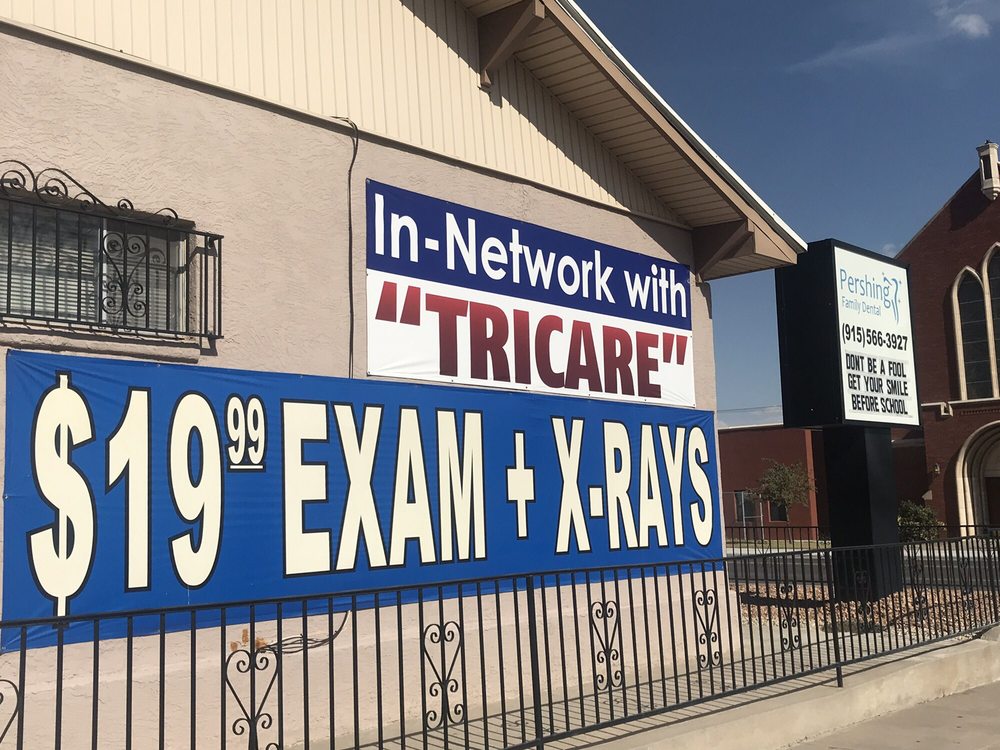 In-Network with
"TRICARE"
$19.99 EXAM + X-RAYS
Pershing
Family Dental
(915)566-3927
DONT BE A FOOL
GET YOUR SMILE
BEFORE SCHOOL